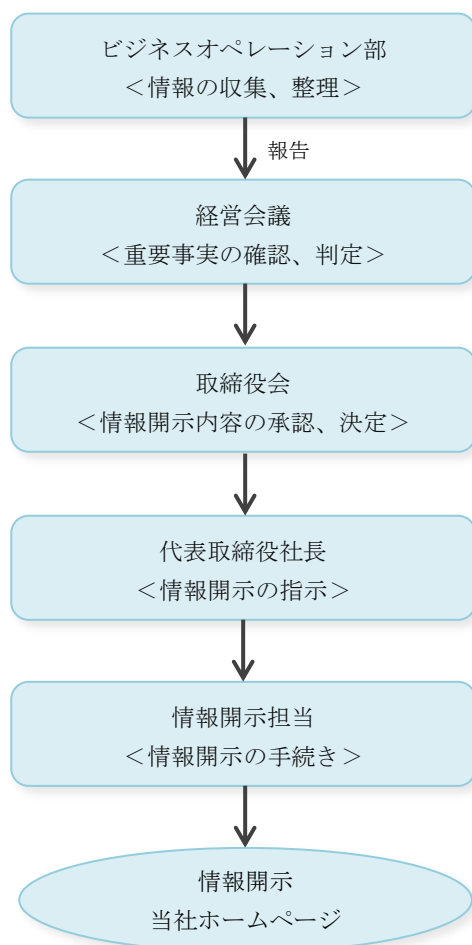 ビジネスオペレーション部
＜情報の収集、整理＞
報告
経営会議
＜重要事実の確認、判定＞
取締役会
＜情報開示内容の承認、決定＞
代表取締役社長
＜情報開示の指示＞
情報開示担当
＜情報開示の手続き＞
情報開示
当社ホームページ